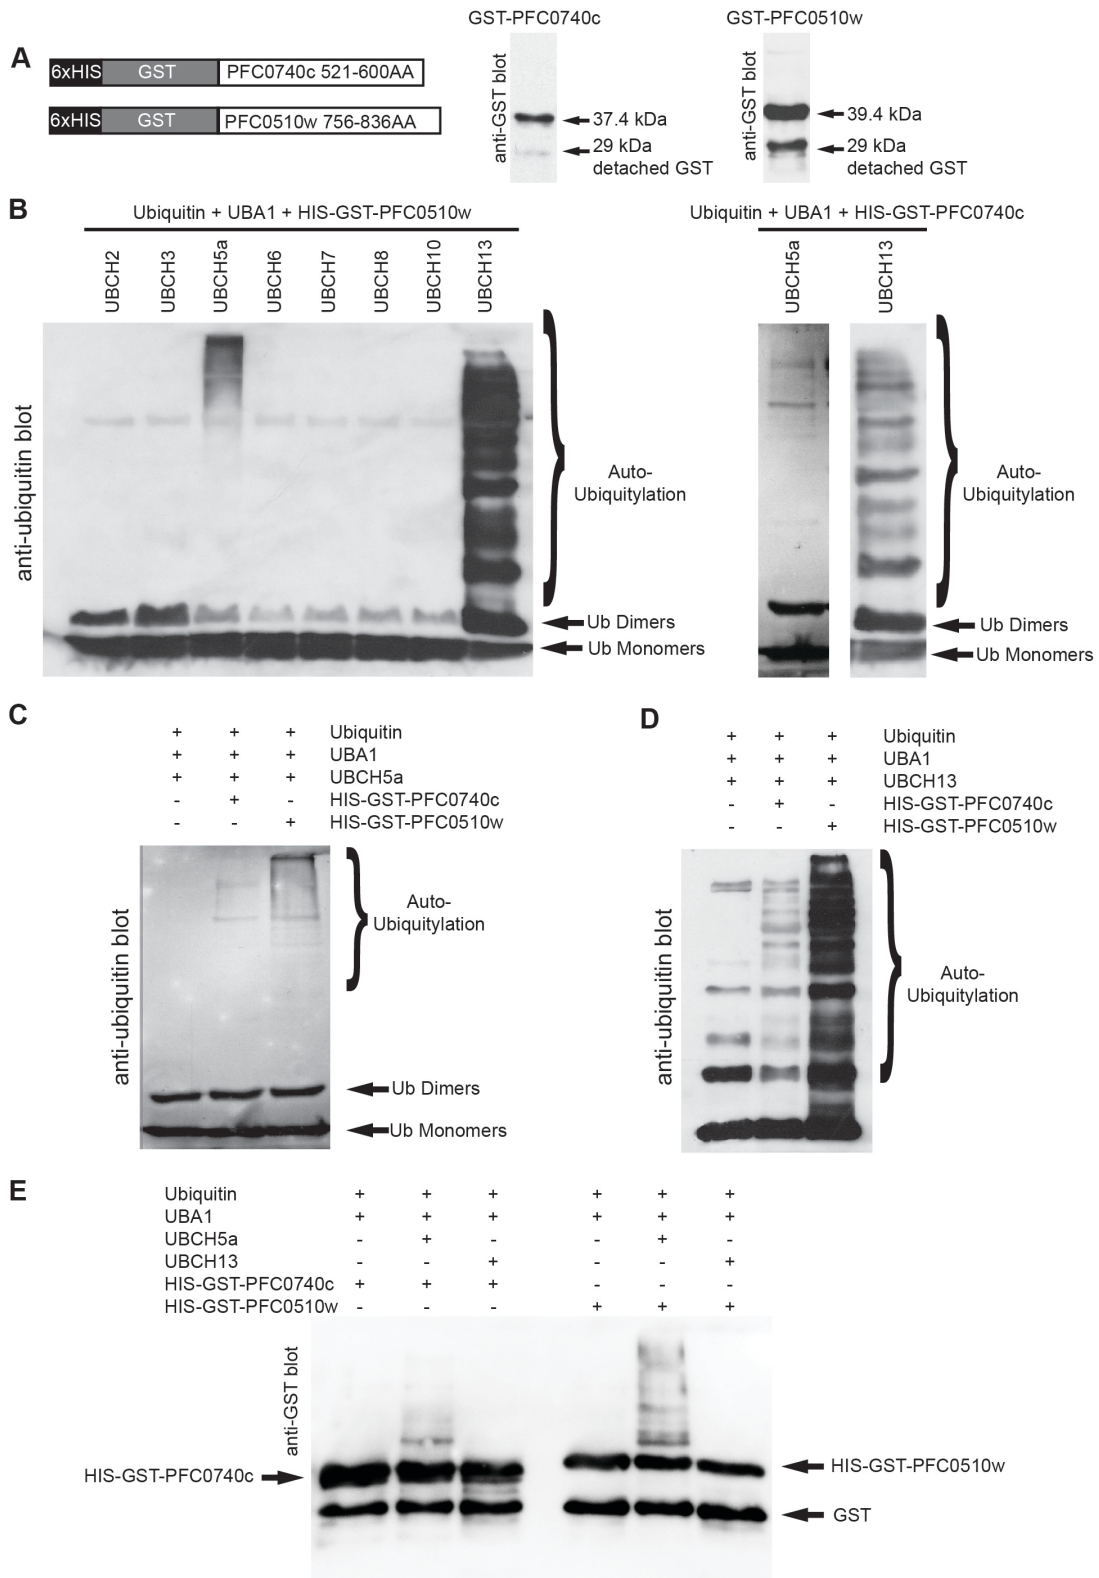 A
6xHIS GST PFC0740c 521-600AA
6xHIS GST PFC0510w 756-836AA
GST-PFC0740c
anti-GST blot
37.4 kDa
29 kDa
detached GST
GST-PFC0510w
anti-GST blot
39.4 kDa
29 kDa
detached GST
B
Ubiquitin + UBA1 + HIS-GST-PFC0510w
UBCH2
UBCH3
UBCH5a
UBCH6
UBCH7
UBCH8
UBCH10
UBCH13
anti-ubiquitin blot
Auto-
Ubiquitylation
Ub Dimers
Ub Monomers
Ubiquitin + UBA1 + HIS-GST-PFC0740c
UBCH5a
UBCH13
Auto-
Ubiquitylation
Ub Dimers
Ub Monomers
C
+ + + Ubiquitin
+ + + UBA1
+ + + UBCH5a
- + - HIS-GST-PFC0740c
- - + HIS-GST-PFC0510w
anti-ubiquitin blot
Auto-
Ubiquitylation
Ub Dimers
Ub Monomers
D
+ + + Ubiquitin
+ + + UBA1
+ + + UBCH13
- + - HIS-GST-PFC0740c
- - + HIS-GST-PFC0510w
anti-ubiquitin blot
Auto-
Ubiquitylation
E
Ubiquitin + + + + + +
UBA1 + + + + + +
UBCH5a - + - - + -
UBCH13 - - + - - +
HIS-GST-PFC0740c + + + - - -
HIS-GST-PFC0510w - - - + + +
anti-GST blot
HIS-GST-PFC0740c
HIS-GST-PFC0510w
GST